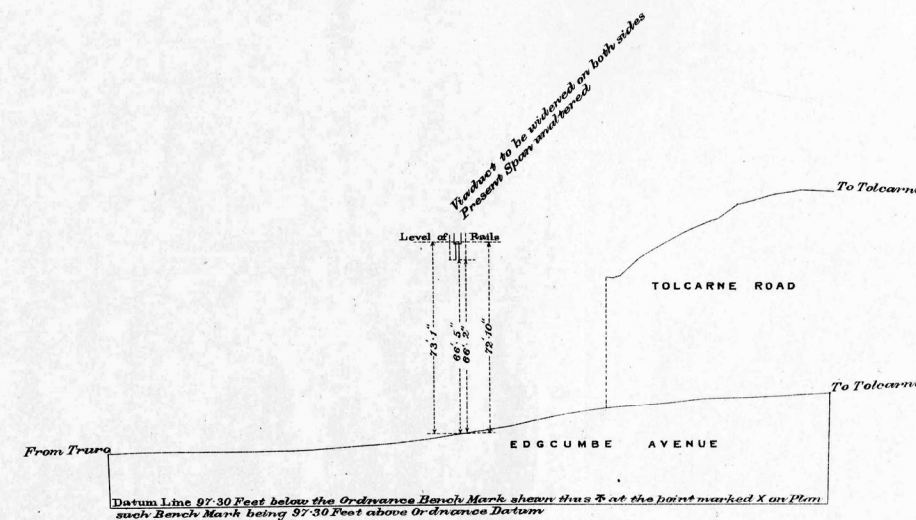 Viaduct to be widened on both sides
Present Span unaltered
To Tolcarne
Level of Rails
TOLCARNE ROAD
73'. 1"
66'. 5"
66'. 2"
72'. 10"
To Tolcarne
From Truro
EDGCUMBE AVENUE
Datum Line 97·30 Feet below the Ordnance Bench Mark shewn thus at the point marked X on Plan
such Bench Mark being 97·30 Feet above Ordnance Datum